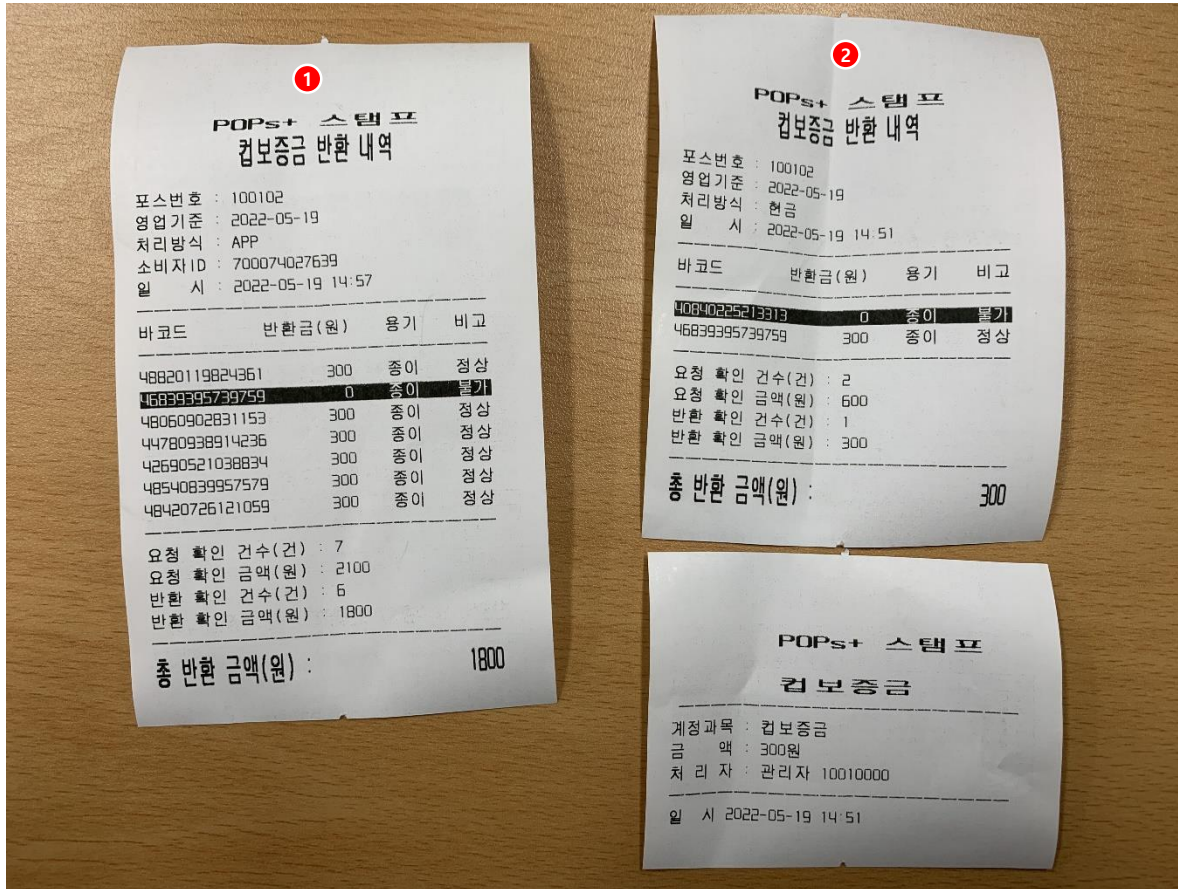 1
POPs+ 스탬프
컵보증금 반환 내역
포스번호 : 100102
영업기준 : 2022-05-19
처리방식 : APP
소비자ID : 700074027639
일 시 : 2022-05-19 14:57
바코드 반환금(원) 용기 비고
48820119824361 300 종이 정상
46839395739759 0 종이 불가
48060902831153 300 종이 정상
44780938914236 300 종이 정상
42690521038834 300 종이 정상
48540839957579 300 종이 정상
48420726121059 300 종이 정상
요청 확인 건수(건) : 7
요청 확인 금액(원) : 2100
반환 확인 건수(건) : 6
반환 확인 금액(원) : 1800
총 반환 금액(원) : 1800
2
POPs+ 스탬프
컵보증금 반환 내역
포스번호 : 100102
영업기준 : 2022-05-19
처리방식 : 현금
일 시 : 2022-05-19 14:51
바코드 반환금(원) 용기 비고
40840225213313 0 종이 불가
46839395739759 300 종이 정상
요청 확인 건수(건) : 2
요청 확인 금액(원) : 600
반환 확인 건수(건) : 1
반환 확인 금액(원) : 300
총 반환 금액(원) : 300
POPs+ 스탬프
컵보증금
계정과목 : 컵보증금
금 액 : 300원
처 리 자 : 관리자 10010000
일 시 2022-05-19 14:51